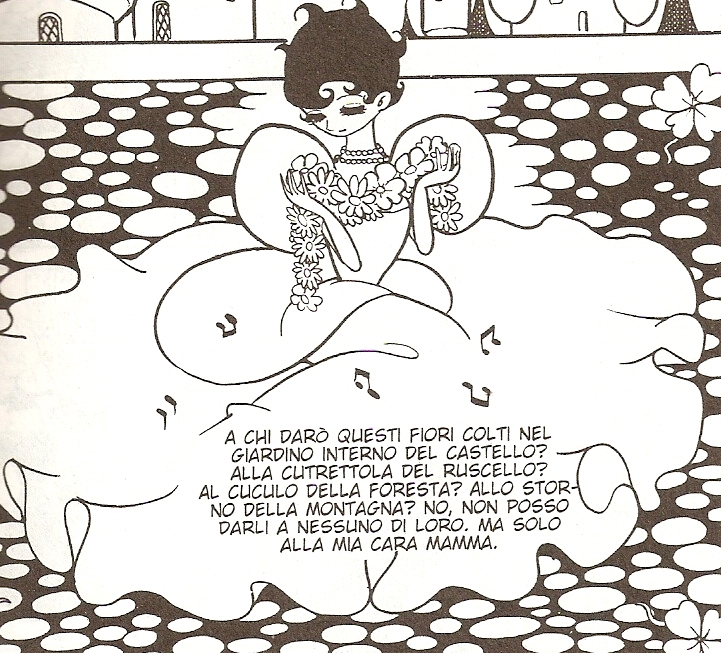 A CHI DARÒ QUESTI FIORI COLTI NEL
GIARDINO INTERNO DEL CASTELLO?
ALLA CUTRETTOLA DEL RUSCELLO?
AL CUCULO DELLA FORESTA? ALLO STOR-
NO DELLA MONTAGNA? NO, NON POSSO
DARLI A NESSUNO DI LORO. MA SOLO
ALLA MIA CARA MAMMA.